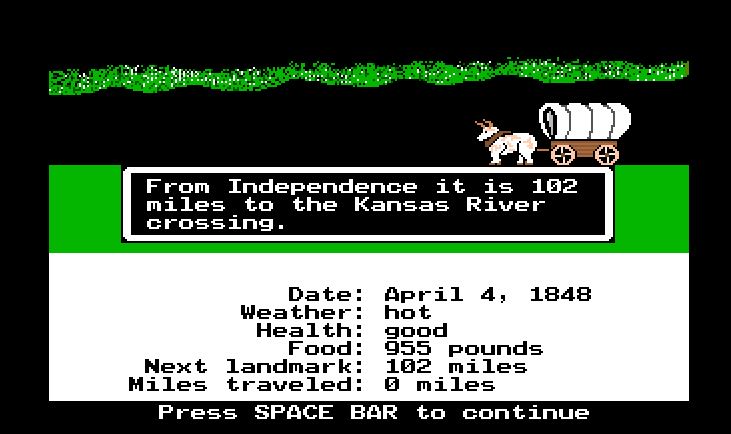 From Independence it is 102
miles to the Kansas River
crossing.
Date: April 4, 1848
Weather: hot
Health: good
Food: 955 pounds
Next landmark: 102 miles
Miles traveled: 0 miles
Press SPACE BAR to continue